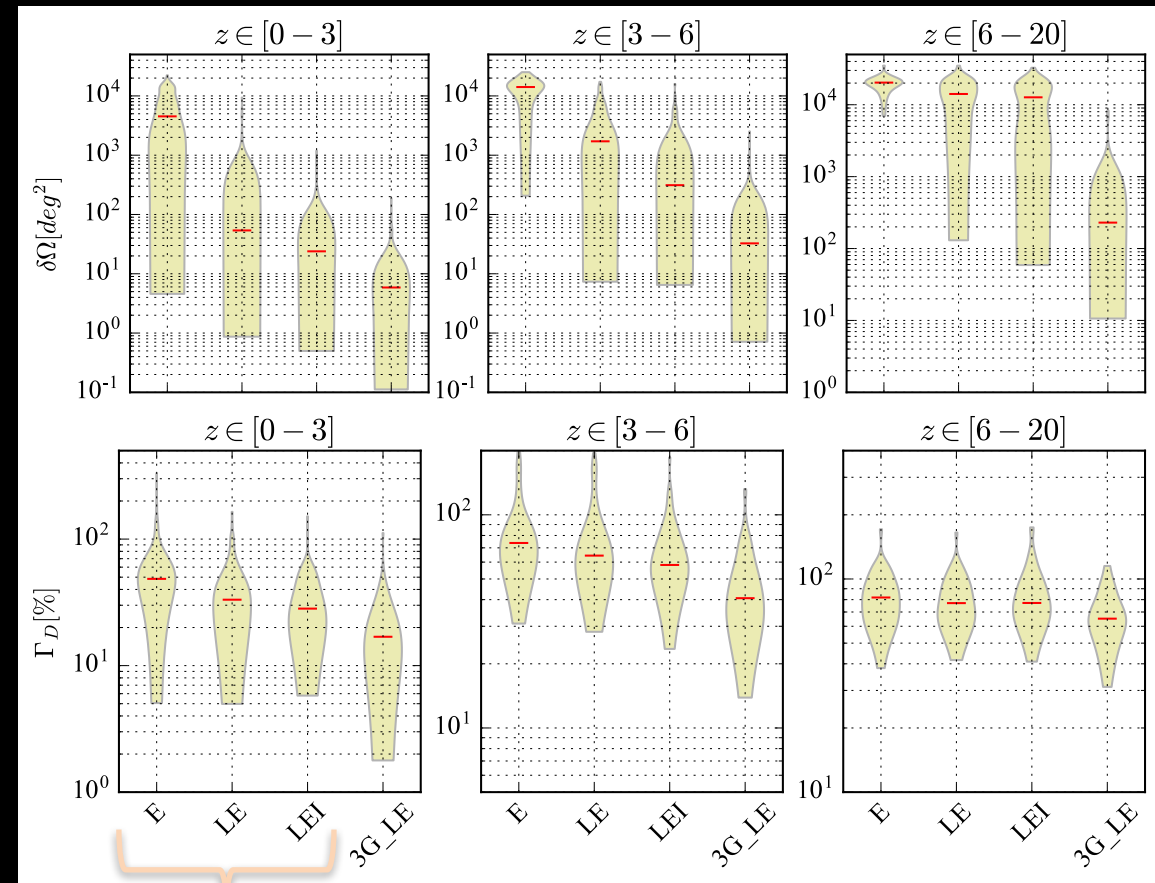 z ∈ [0 − 3]
z ∈ [3 − 6]
z ∈ [6 − 20]
δΩ[deg²]
10⁴
10³
10²
10¹
10⁰
10⁻¹
10⁴
10³
10²
10¹
10⁰
10⁻¹
10⁴
10³
10²
10¹
10⁰
z ∈ [0 − 3]
z ∈ [3 − 6]
z ∈ [6 − 20]
Γ_D[%]
10²
10¹
10⁰
10²
10¹
10²
10¹
E
LE
LEI
3G_LE
E
LE
LEI
3G_LE
E
LE
LEI
3G_LE